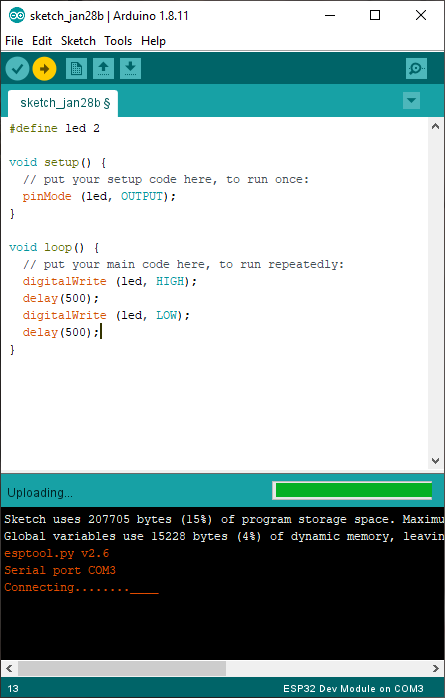 sketch_jan28b | Arduino 1.8.11
File Edit Sketch Tools Help
sketch_jan28b §
#define led 2
void setup() {
// put your setup code here, to run once:
pinMode (led, OUTPUT);
}
void loop() {
// put your main code here, to run repeatedly:
digitalWrite (led, HIGH);
delay(500);
digitalWrite (led, LOW);
delay(500);
}
Uploading...
Sketch uses 207705 bytes (15%) of program storage space. Maximu
Global variables use 15228 bytes (4%) of dynamic memory, leavin
esptool.py v2.6
Serial port COM3
Connecting........____
13 ESP32 Dev Module on COM3